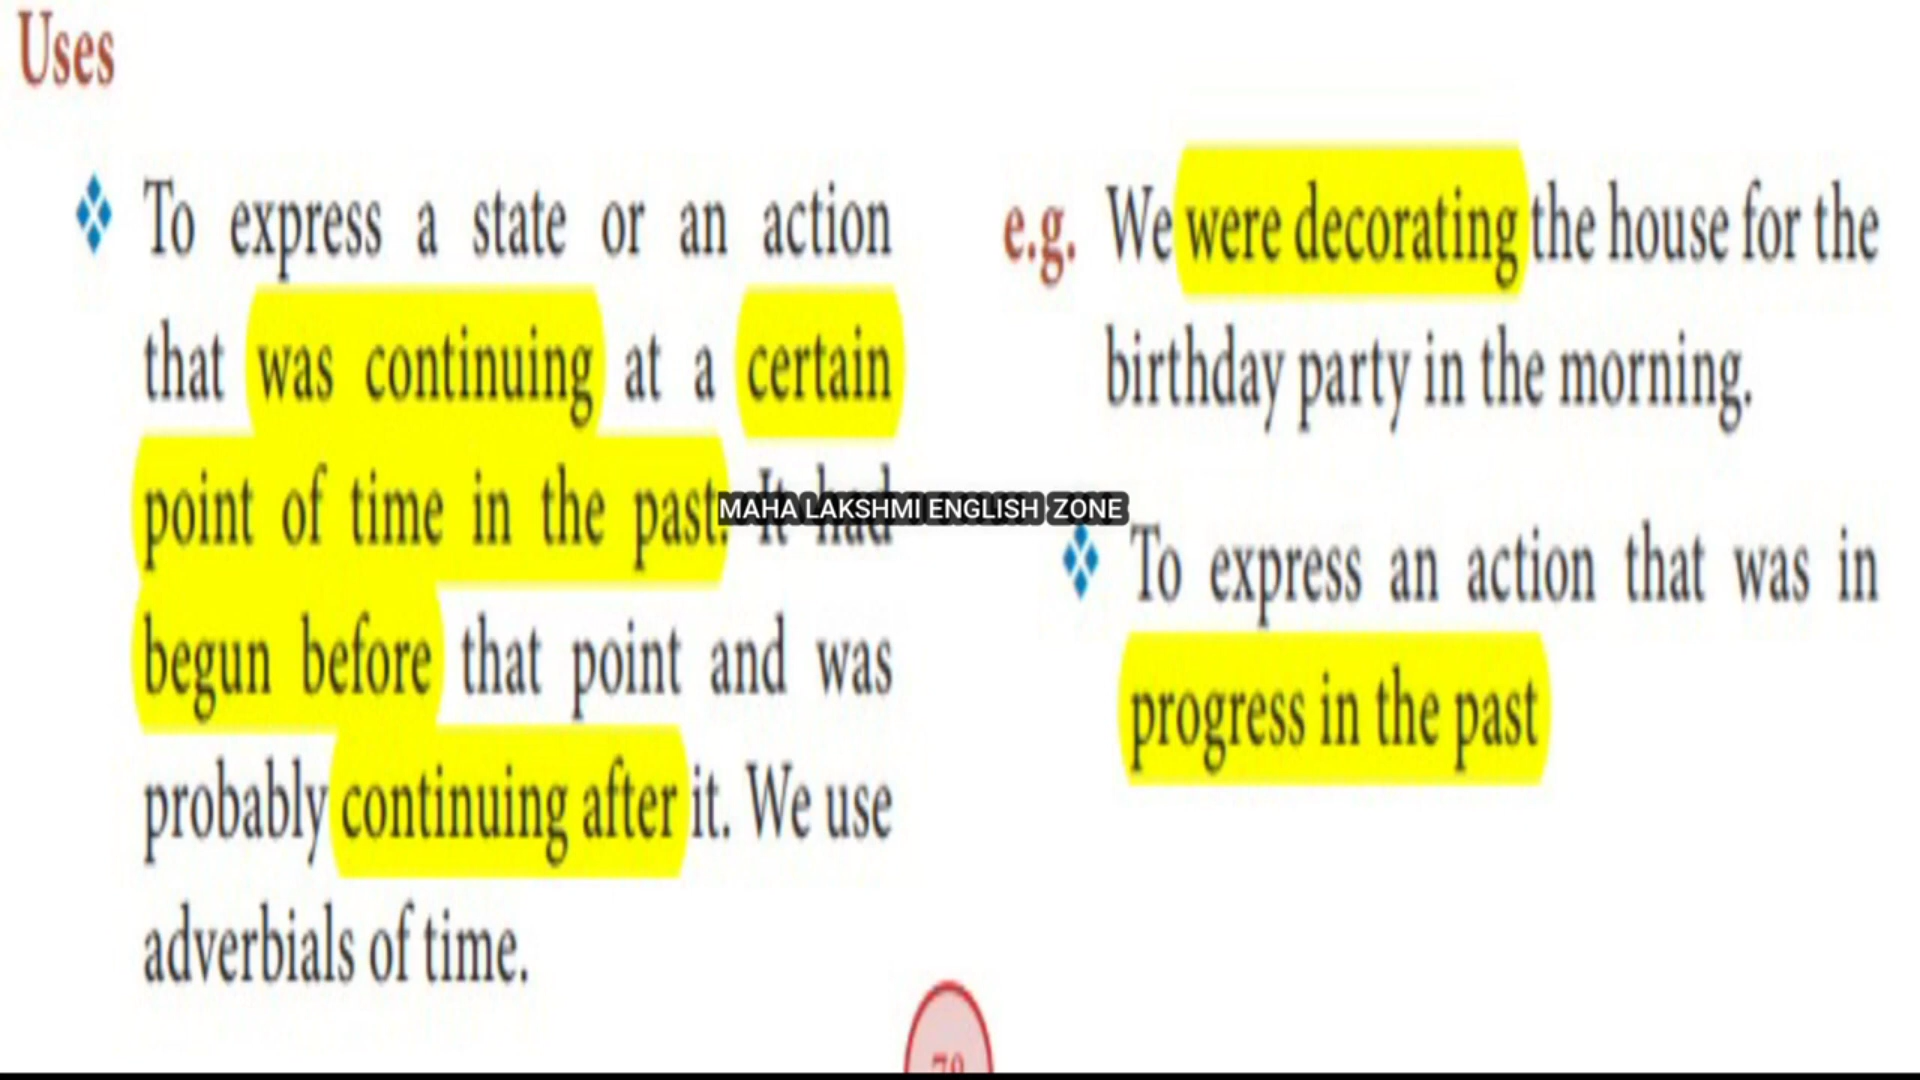 Uses
To express a state or an action
that was continuing at a certain
point of time in the past. It had
begun before that point and was
probably continuing after it. We use
adverbials of time.
e.g. We were decorating the house for the
birthday party in the morning.
MAHA LAKSHMI ENGLISH ZONE
To express an action that was in
progress in the past